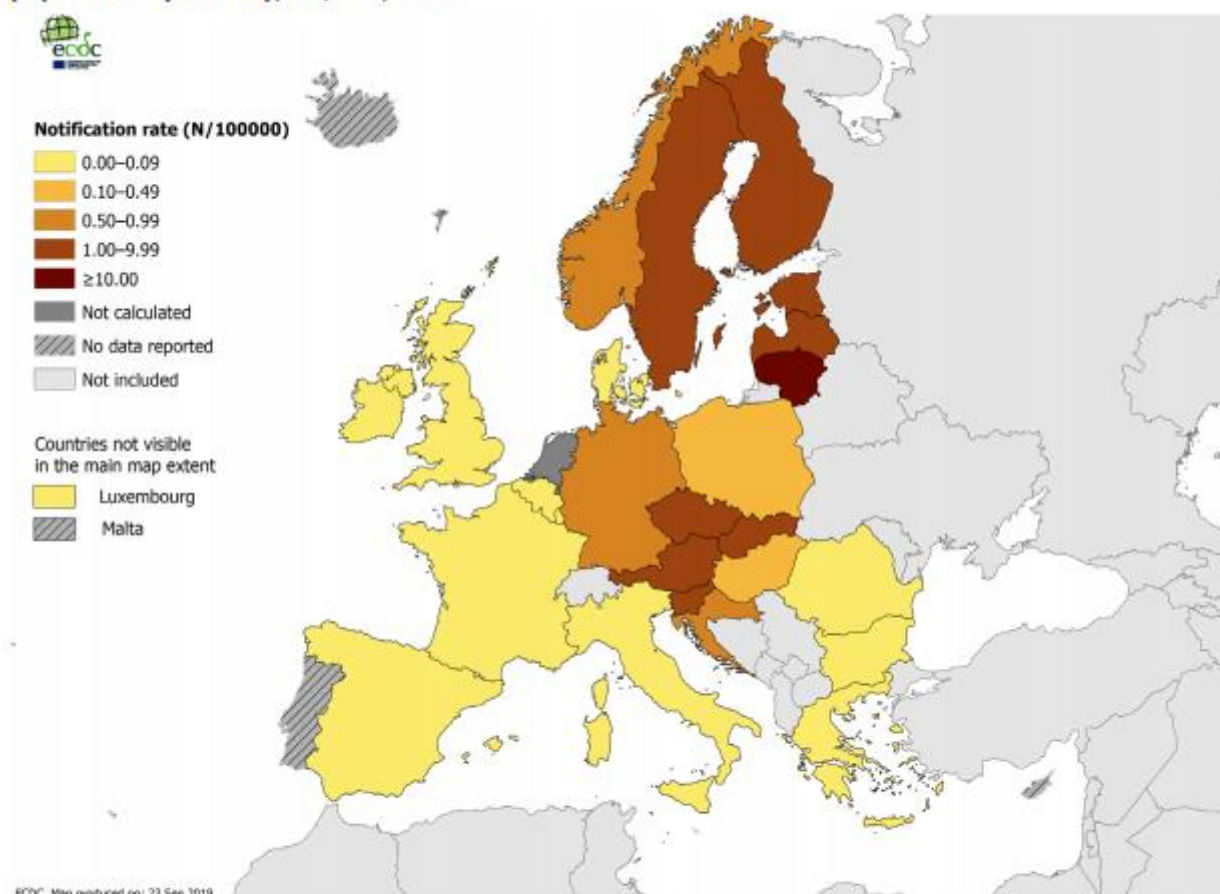 ecdc
Notification rate (N/100000)
0.00–0.09
0.10–0.49
0.50–0.99
1.00–9.99
≥10.00
Not calculated
No data reported
Not included
Countries not visible
in the main map extent
Luxembourg
Malta
ECDC. Map produced on: 23 Sep 2019